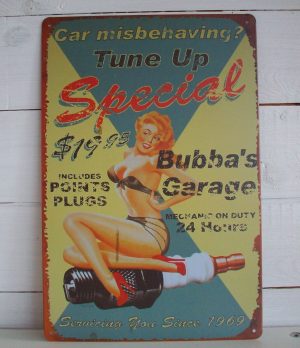 Car misbehaving?
Tune Up
Special
$19.95
Bubba's
Garage
INCLUDES
POINTS
PLUGS
MECHANIC ON DUTY
24 Hours
Servicing You Since 1969